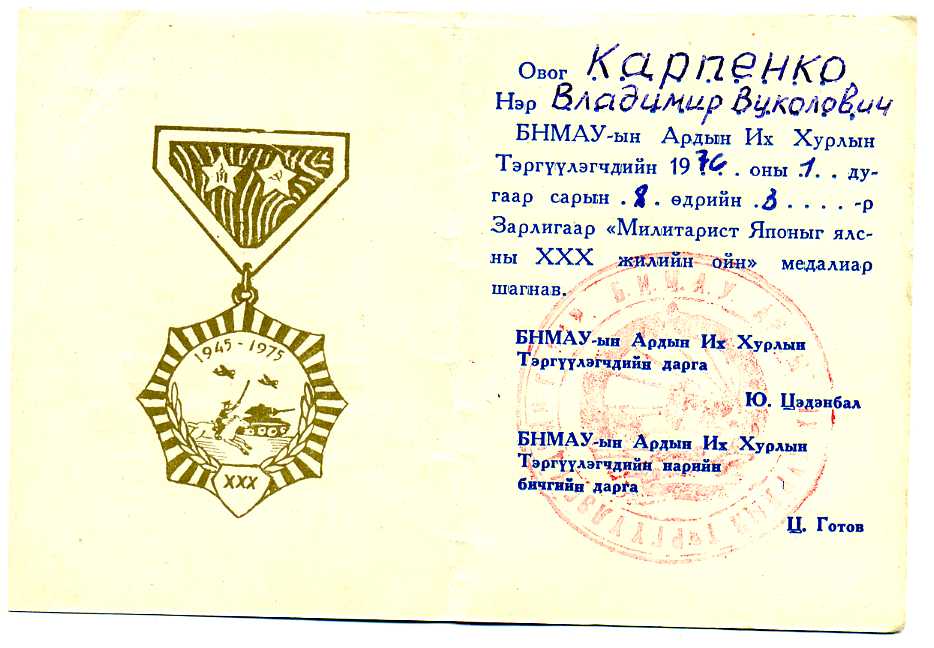 1945-1975
XXX
Овог Карпенко
Нэр Владимир Вуколович
БНМАУ-ын Ардын Их Хурлын
Тэргүүлэгчдийн 1976. оны .1. . ду-
гаар сарын .8. өдрийн .3 . . . . .-р
Зарлигаар «Милитарист Японыг ялс-
ны XXX жилийн ойн» медалиар
шагнав.
БНМАУ-ын Ардын Их Хурлын
Тэргүүлэгчдийн дарга
Ю. Цэдэнбал
БНМАУ-ын Ардын Их Хурлын
Тэргүүлэгчдийн нарийн
бичгийн дарга
Ц. Готов